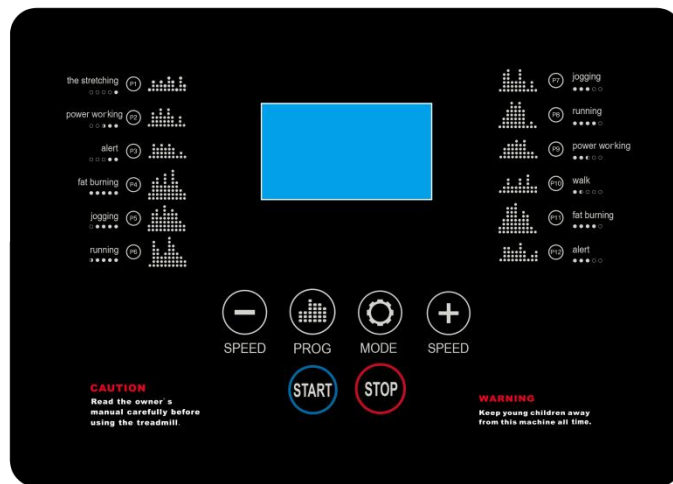 the stretching P1
power working P2
alert P3
fat burning P4
jogging P5
running P6
P7 jogging
P8 running
P9 power working
P10 walk
P11 fat burning
P12 alert
SPEED PROG MODE SPEED
START STOP
CAUTION
Read the owner's
manual carefully before
using the treadmill.
WARNING
Keep young children away
from this machine all time.